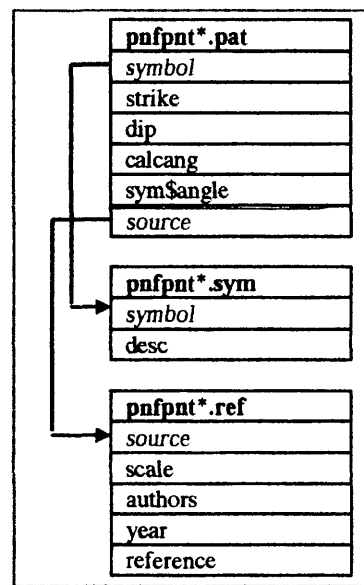 pnfpnt*.pat
symbol
strike
dip
calcang
sym$angle
source
pnfpnt*.sym
symbol
desc
pnfpnt*.ref
source
scale
authors
year
reference